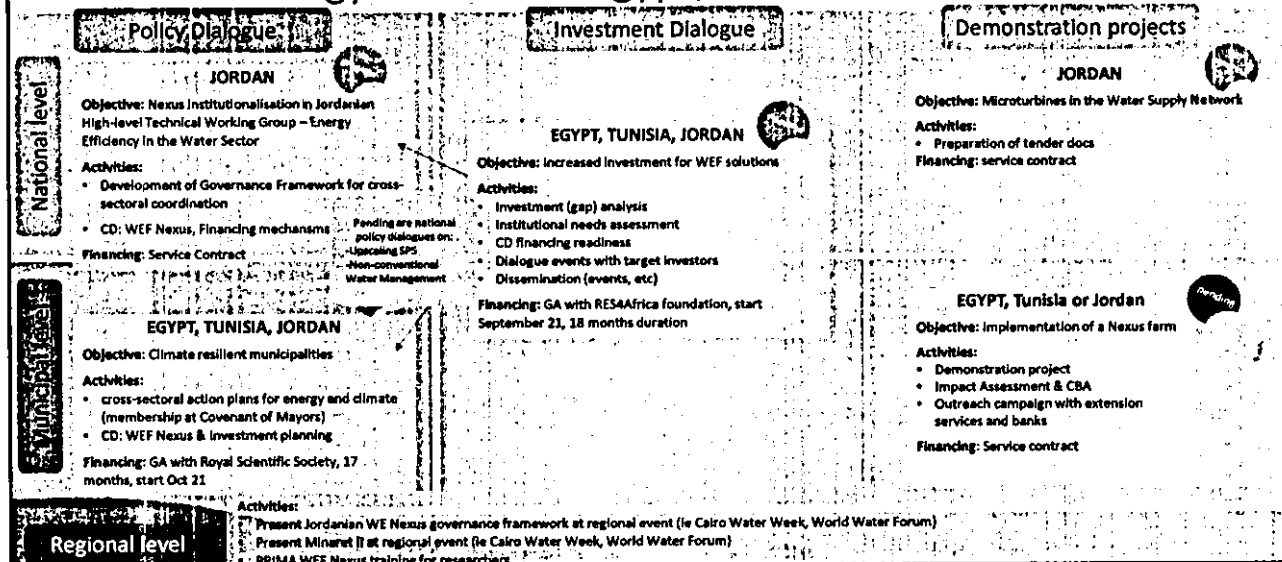 Policy Dialogue
Investment Dialogue
Demonstration projects
National level
JORDAN
Objective: Nexus Institutionalisation in Jordanian
High-level Technical Working Group – Energy
Efficiency in the Water Sector
Activities:
• Development of Governance Framework for cross-
sectoral coordination
• CD: WEF Nexus, Financing mechansms
Financing: Service Contract
Pending are national
policy dialogues on:
-Upscaling SPS
-Non-conventional
Water Management
EGYPT, TUNISIA, JORDAN
Objective: Increased investment for WEF solutions
Activities:
• Investment (gap) analysis
• Institutional needs assessment
• CD financing readiness
• Dialogue events with target investors
• Dissemination (events, etc)
Financing: GA with RES4Africa foundation, start
September 21, 18 months duration
JORDAN
Objective: Microturbines in the Water Supply Network
Activities:
• Preparation of tender docs
Financing: service contract
Municipal level
EGYPT, TUNISIA, JORDAN
Objective: Climate resilient municipalities
Activities:
• cross-sectoral action plans for energy and climate
(membership at Covenant of Mayors)
• CD: WEF Nexus & Investment planning
Financing: GA with Royal Scientific Society, 17
months, start Oct 21
Pending
EGYPT, Tunisia or Jordan
Objective: Implementation of a Nexus farm
Activities:
• Demonstration project
• Impact Assessment & CBA
• Outreach campaign with extension
services and banks
Financing: Service contract
Regional level
Activities:
Present Jordanian WE Nexus governance framework at regional event (ie Cairo Water Week, World Water Forum)
Present Minaret II at regional event (ie Cairo Water Week, World Water Forum)
PRIMA WEF Nexus training for researchers